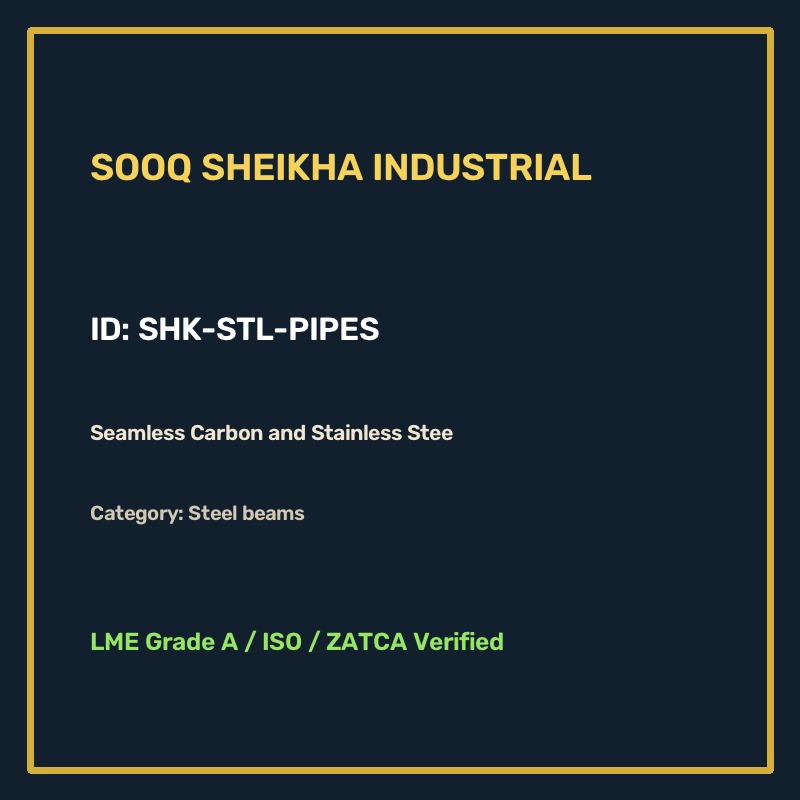 SOOQ SHEIKHA INDUSTRIAL
ID: SHK-STL-PIPES
Seamless Carbon and Stainless Stee
Category: Steel beams
LME Grade A / ISO / ZATCA Verified